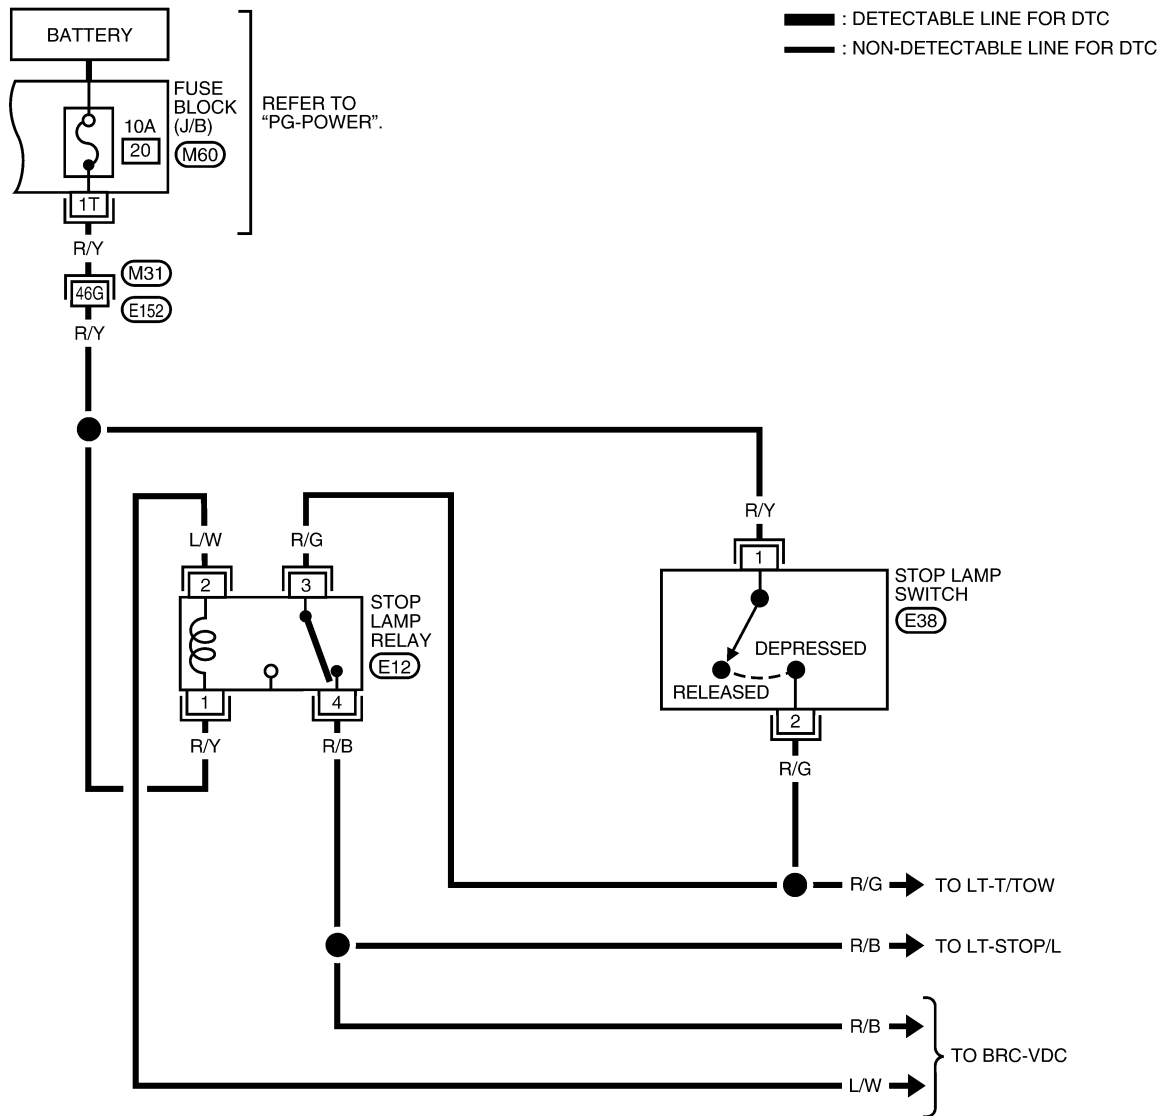 BATTERY
: DETECTABLE LINE FOR DTC
: NON-DETECTABLE LINE FOR DTC
FUSE
BLOCK
(J/B)
M60
10A
20
REFER TO
“PG-POWER”.
1T
R/Y
M31
46G
E152
R/Y
R/Y
L/W
R/G
1
2
3
STOP LAMP
SWITCH
E38
STOP
LAMP
RELAY
E12
DEPRESSED
RELEASED
1
4
2
R/Y
R/B
R/G
R/G
TO LT-T/TOW
R/B
TO LT-STOP/L
R/B
TO BRC-VDC
L/W